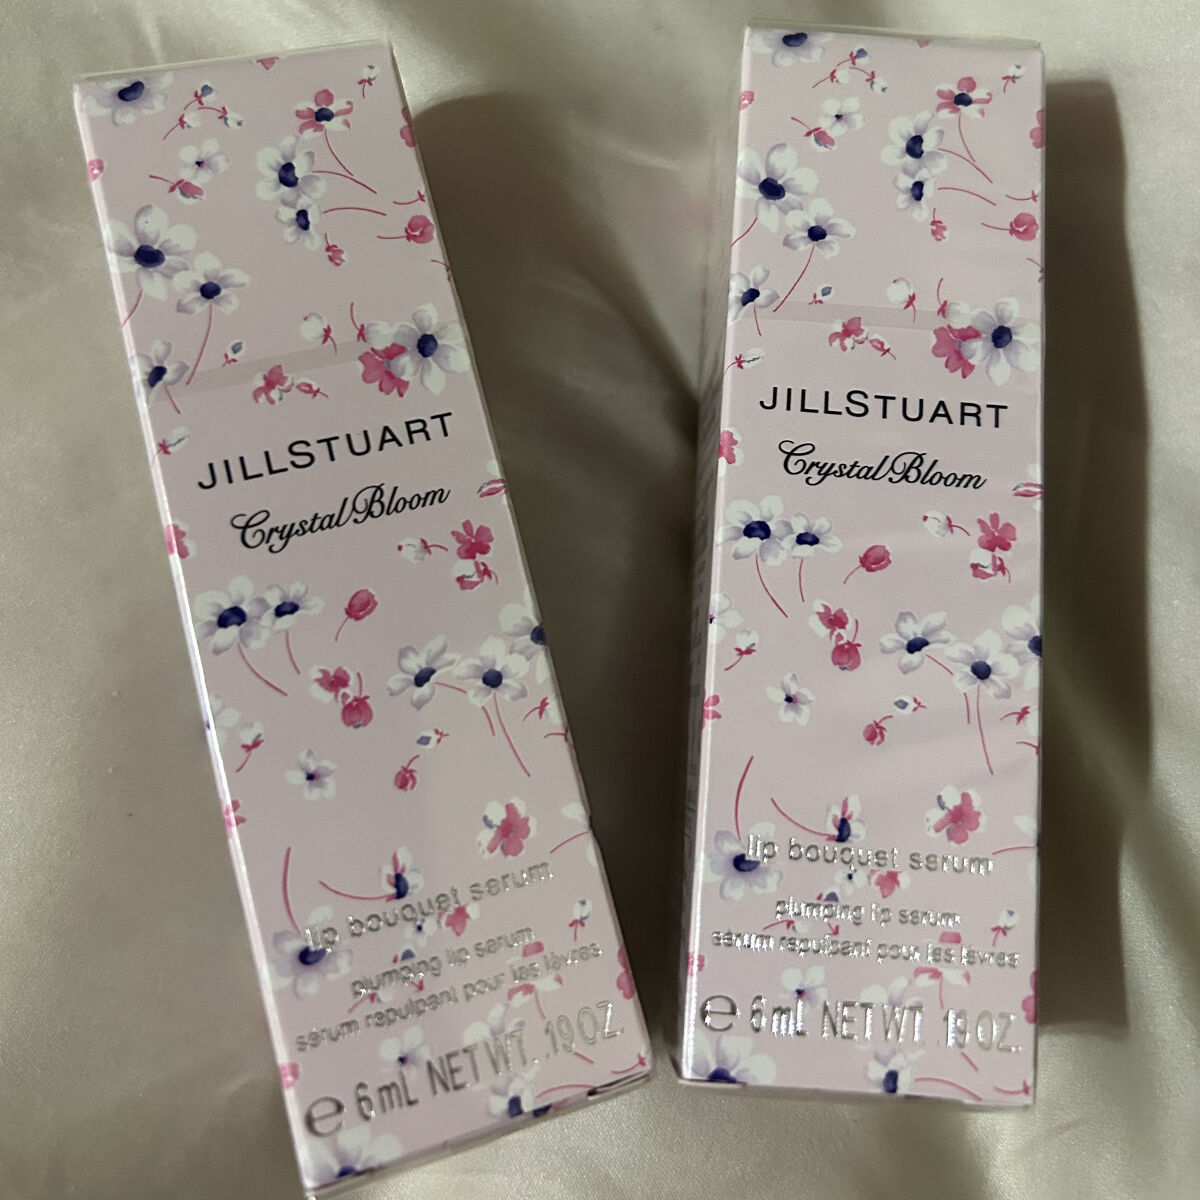 JILLSTUART
Crystal Bloom
lip bouquet serum
plumping lip serum
sérum repulpant pour les lèvres
e 6 mL NET WT. .19 OZ.
JILLSTUART
Crystal Bloom
lip bouquet serum
plumping lip serum
sérum repulpant pour les lèvres
e 6 mL NET WT. .19 OZ.